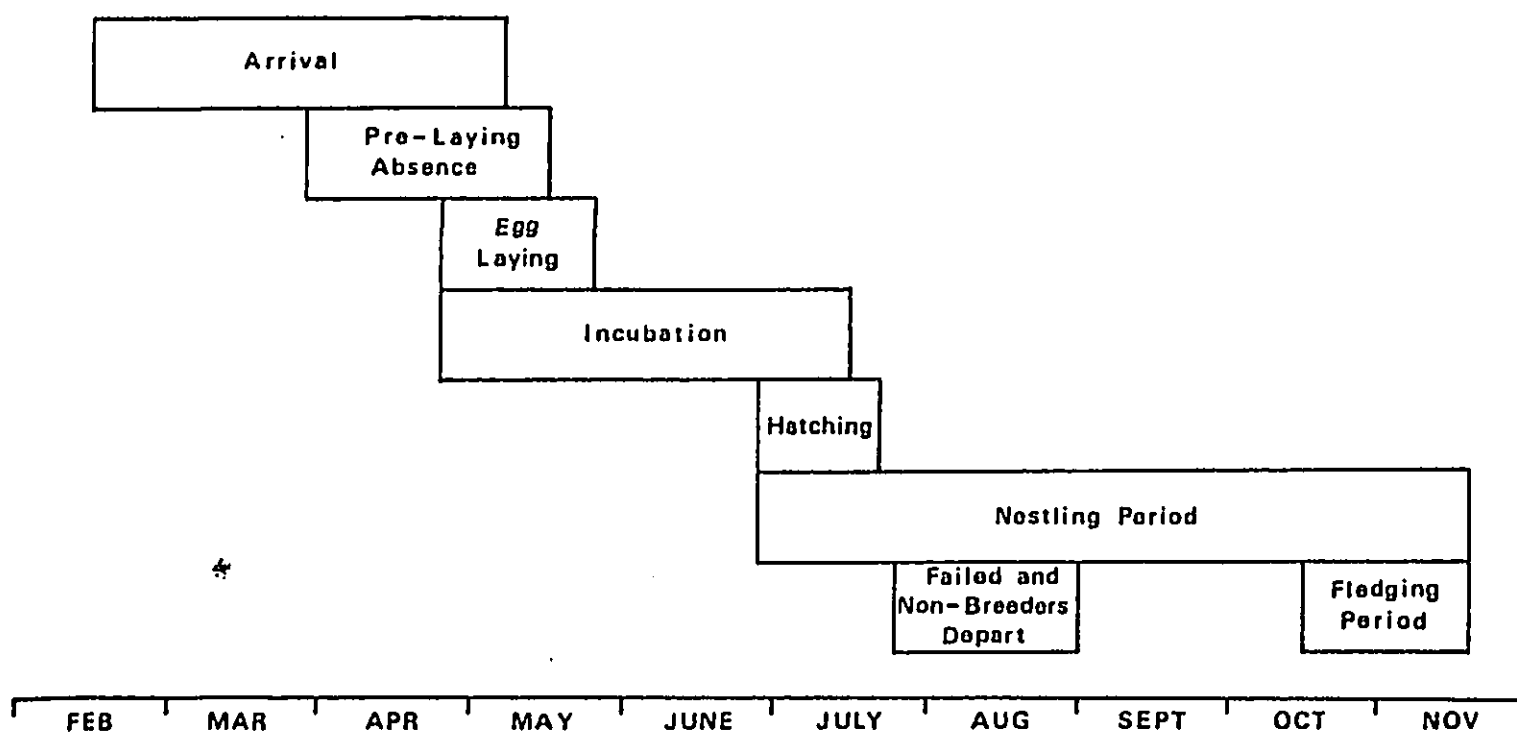 Arrival
Pre-Laying
Absence
Egg
Laying
Incubation
Hatching
Nestling Period
Failed and
Non-Breeders
Depart
Fledging
Period
FEB MAR APR MAY JUNE JULY AUG SEPT OCT NOV